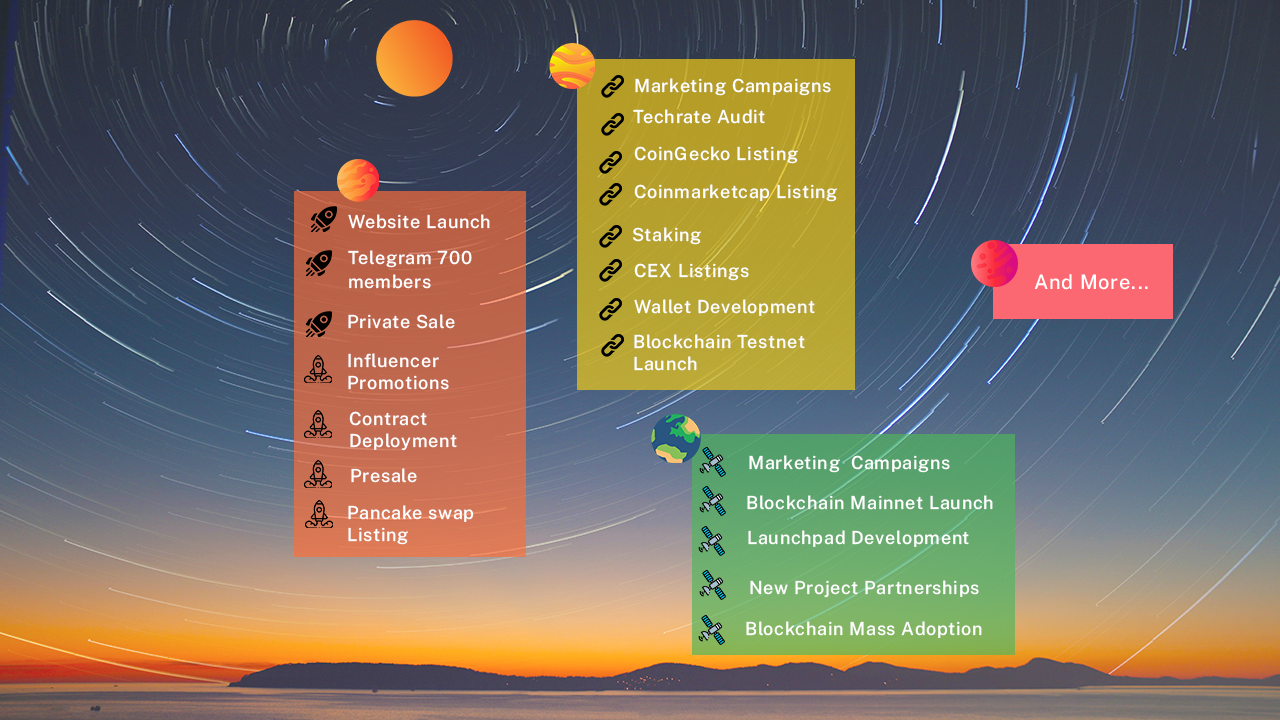 Website Launch
Telegram 700
members
Private Sale
Influencer
Promotions
Contract
Deployment
Presale
Pancake swap
Listing
Marketing Campaigns
Techrate Audit
CoinGecko Listing
Coinmarketcap Listing
Staking
CEX Listings
Wallet Development
Blockchain Testnet
Launch
Marketing Campaigns
Blockchain Mainnet Launch
Launchpad Development
New Project Partnerships
Blockchain Mass Adoption
And More...